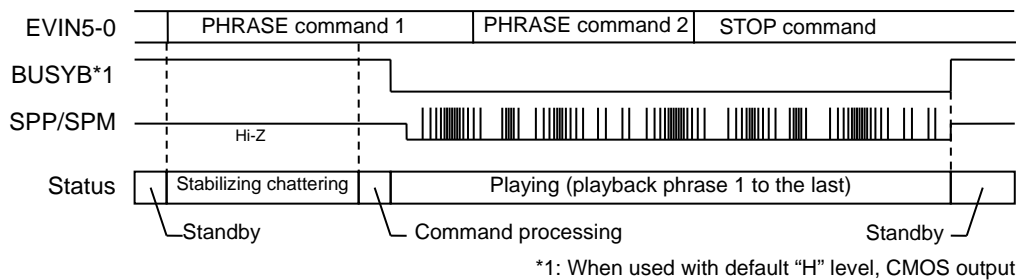 EVIN5-0 PHRASE command 1 PHRASE command 2 STOP command
BUSYB*1
SPP/SPM
Hi-Z
Status Stabilizing chattering Playing (playback phrase 1 to the last)
Standby Command processing Standby
*1: When used with default “H” level, CMOS output